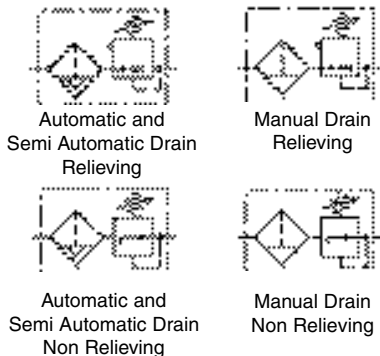 Automatic and
Semi Automatic Drain
Relieving
Manual Drain
Relieving
Automatic and
Semi Automatic Drain
Non Relieving
Manual Drain
Non Relieving